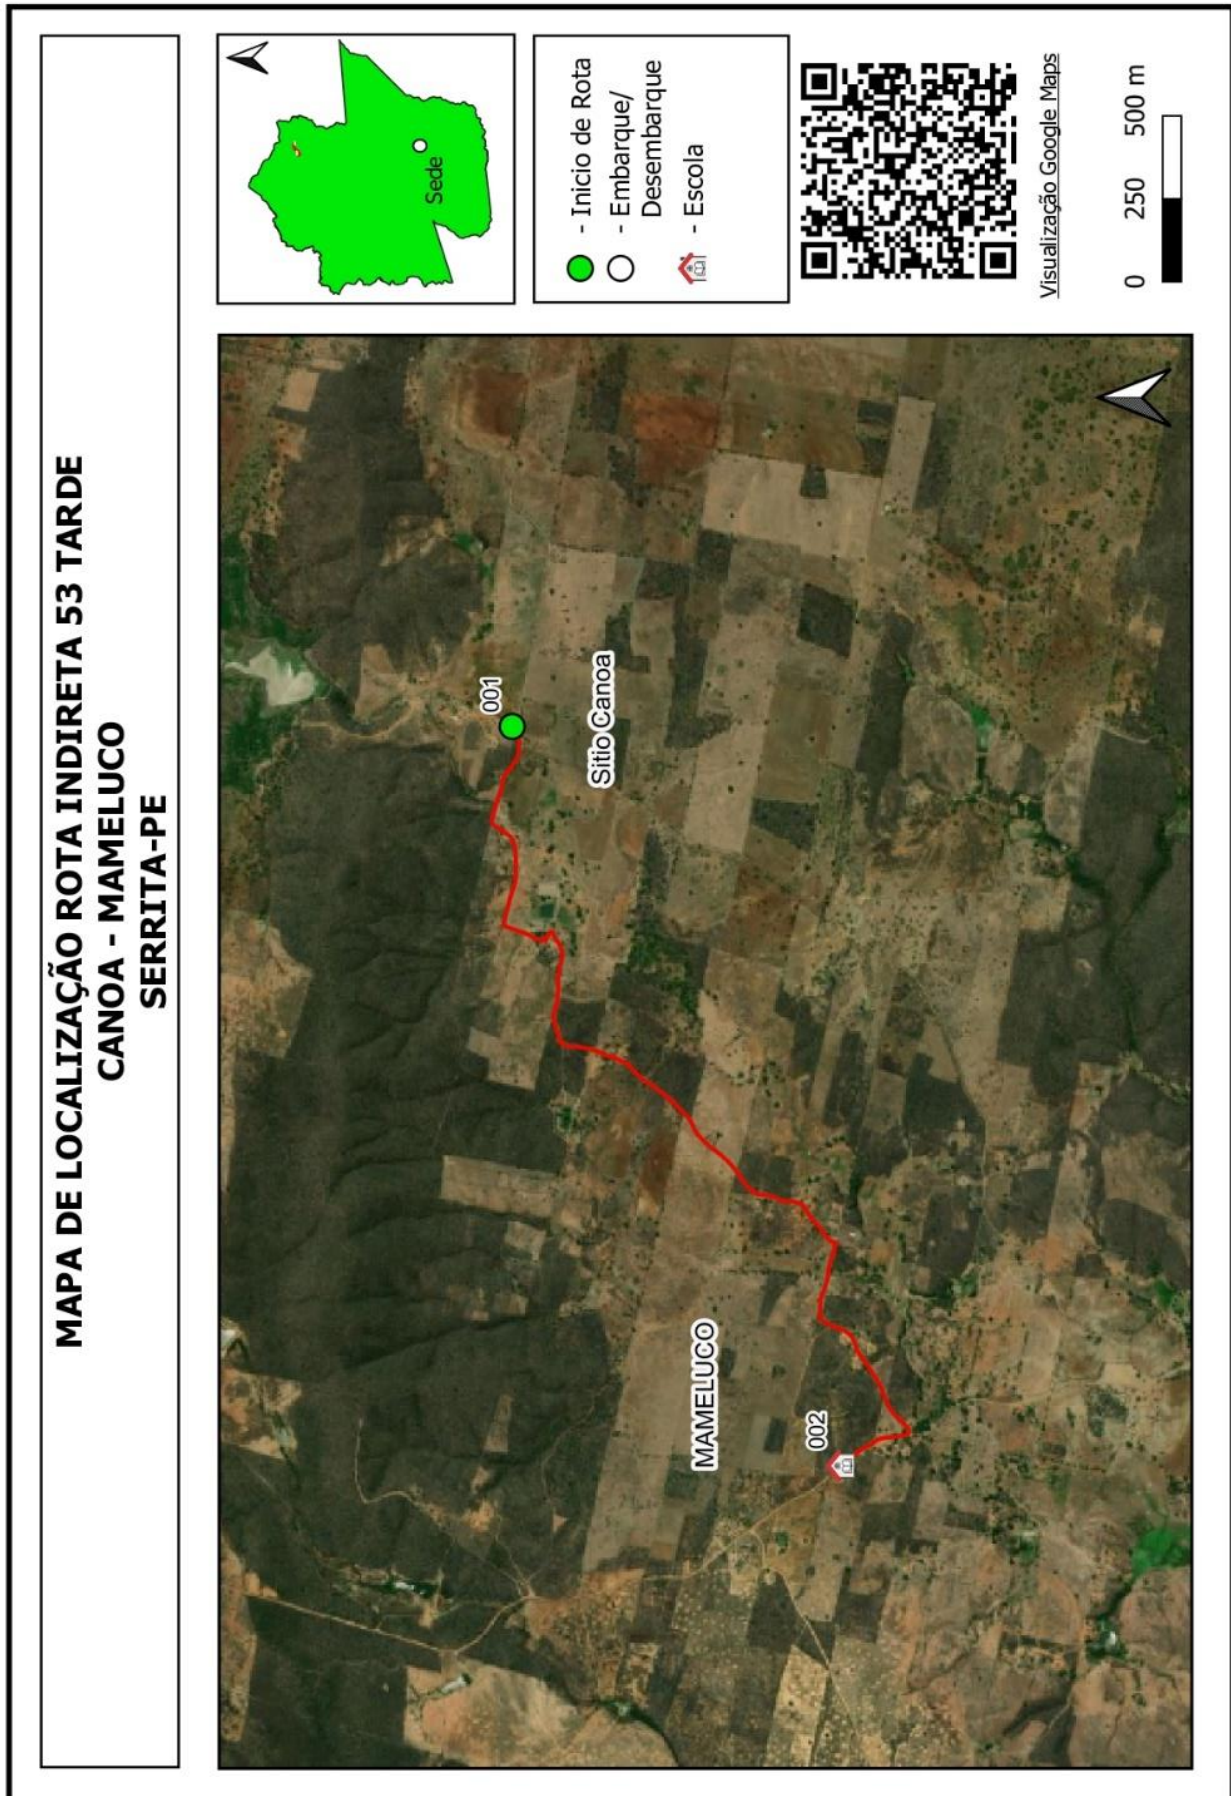 MAPA DE LOCALIZAÇÃO ROTA INDIRETA 53 TARDE
CANOA - MAMELUCO
SERRITA-PE
Sede
- Inicio de Rota
- Embarque/
Desembarque
- Escola
Visualização Google Maps
0 250 500 m
001
Sitio Canoa
MAMELUCO
002